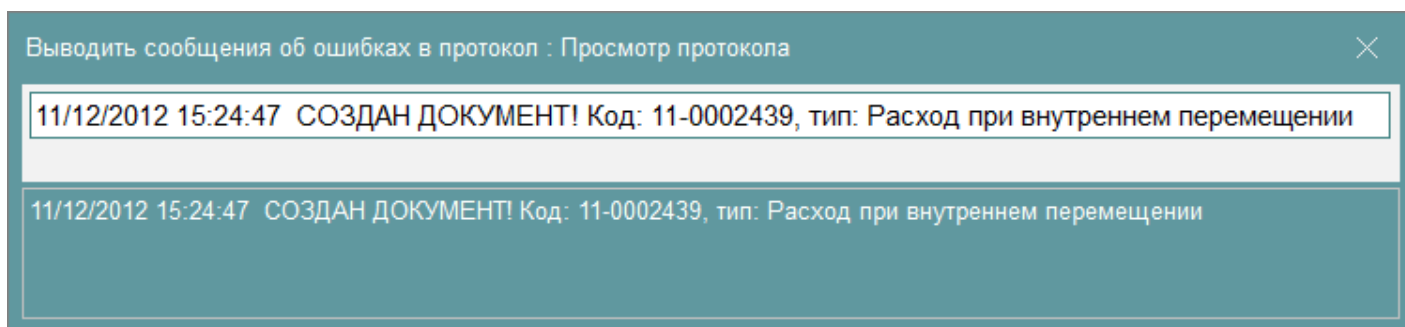 Выводить сообщения об ошибках в протокол : Просмотр протокола
11/12/2012 15:24:47 СОЗДАН ДОКУМЕНТ! Код: 11-0002439, тип: Расход при внутреннем перемещении
11/12/2012 15:24:47 СОЗДАН ДОКУМЕНТ! Код: 11-0002439, тип: Расход при внутреннем перемещении